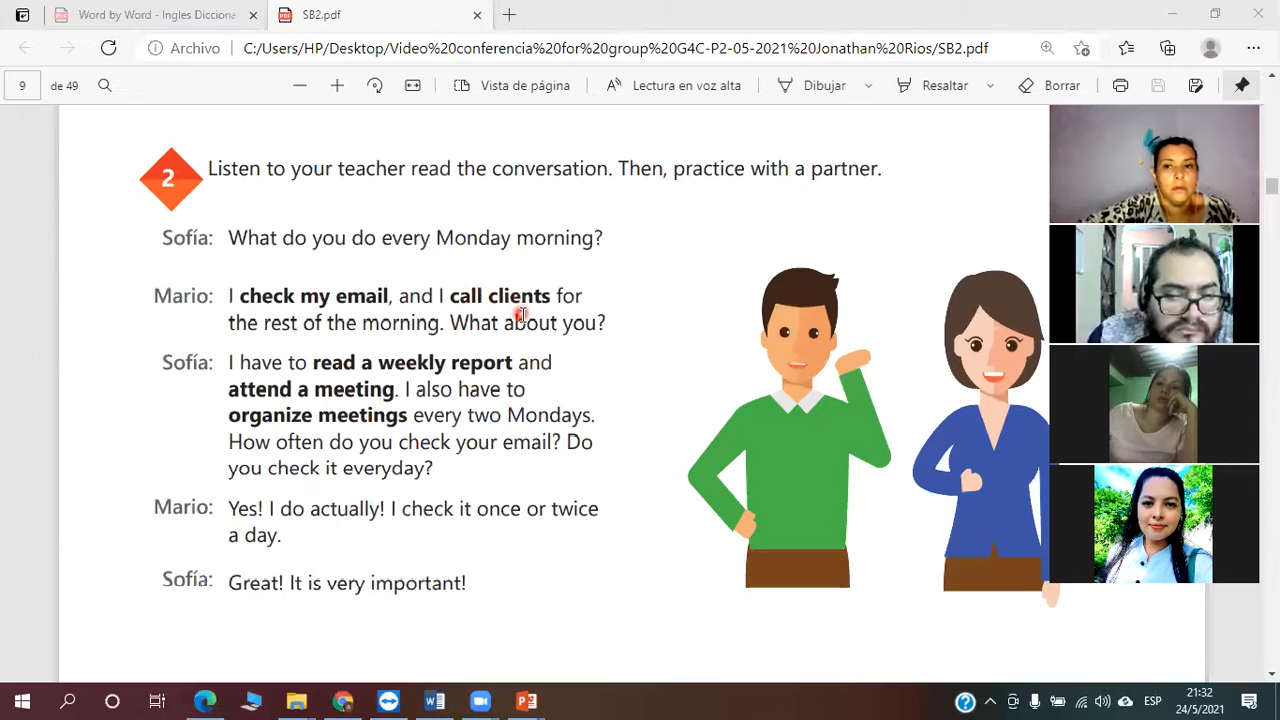 Word by Word - Ingles Dicciona
SB2.pdf
Archivo
C:/Users/HP/Desktop/Video%20conferencia%20for%20group%20G4C-P2-05-2021%20Jonathan%20Rios/SB2.pdf
9 de 49
Vista de página
Lectura en voz alta
Dibujar
Resaltar
Borrar
2 Listen to your teacher read the conversation. Then, practice with a partner.
Sofía: What do you do every Monday morning?
Mario: I check my email, and I call clients for
the rest of the morning. What about you?
Sofía: I have to read a weekly report and
attend a meeting. I also have to
organize meetings every two Mondays.
How often do you check your email? Do
you check it everyday?
Mario: Yes! I do actually! I check it once or twice
a day.
Sofía: Great! It is very important!
ESP
21:32
24/5/2021